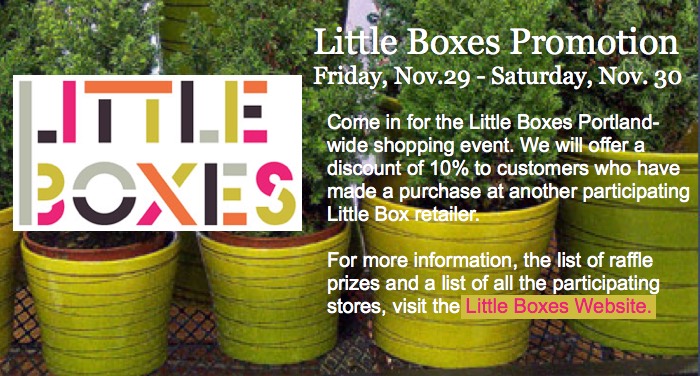 Little Boxes Promotion
Friday, Nov.29 - Saturday, Nov. 30
LITTLE
BOXES
Come in for the Little Boxes Portland-
wide shopping event. We will offer a
discount of 10% to customers who have
made a purchase at another participating
Little Box retailer.
For more information, the list of raffle
prizes and a list of all the participating
stores, visit the Little Boxes Website.